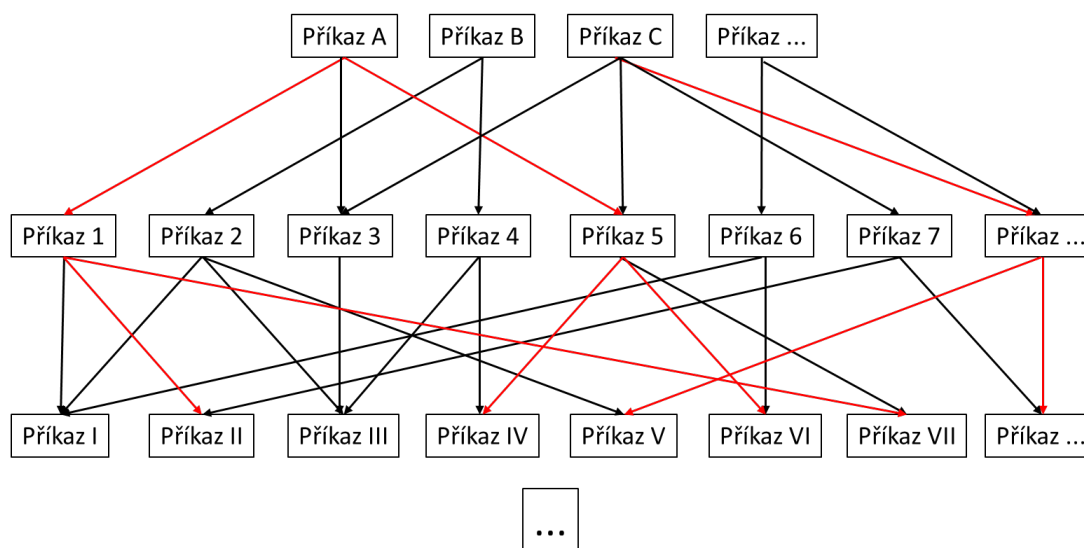 Příkaz A
Příkaz B
Příkaz C
Příkaz ...
Příkaz 1
Příkaz 2
Příkaz 3
Příkaz 4
Příkaz 5
Příkaz 6
Příkaz 7
Příkaz ...
Příkaz I
Příkaz II
Příkaz III
Příkaz IV
Příkaz V
Příkaz VI
Příkaz VII
Příkaz ...
...